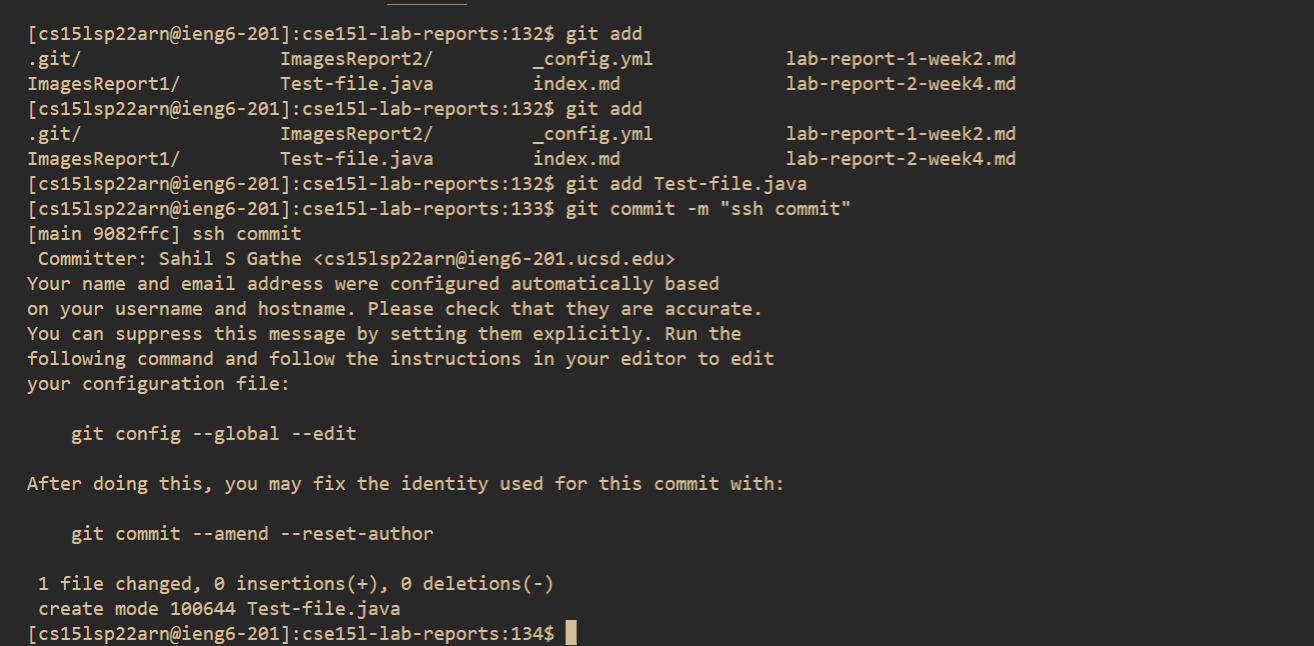 [cs15lsp22arn@ieng6-201]:cse15l-lab-reports:132$ git add
.git/                  ImagesReport2/         _config.yml            lab-report-1-week2.md
ImagesReport1/         Test-file.java         index.md               lab-report-2-week4.md
[cs15lsp22arn@ieng6-201]:cse15l-lab-reports:132$ git add
.git/                  ImagesReport2/         _config.yml            lab-report-1-week2.md
ImagesReport1/         Test-file.java         index.md               lab-report-2-week4.md
[cs15lsp22arn@ieng6-201]:cse15l-lab-reports:132$ git add Test-file.java
[cs15lsp22arn@ieng6-201]:cse15l-lab-reports:133$ git commit -m "ssh commit"
[main 9082ffc] ssh commit
 Committer: Sahil S Gathe <cs15lsp22arn@ieng6-201.ucsd.edu>
Your name and email address were configured automatically based
on your username and hostname. Please check that they are accurate.
You can suppress this message by setting them explicitly. Run the
following command and follow the instructions in your editor to edit
your configuration file:

    git config --global --edit

After doing this, you may fix the identity used for this commit with:

    git commit --amend --reset-author

 1 file changed, 0 insertions(+), 0 deletions(-)
 create mode 100644 Test-file.java
[cs15lsp22arn@ieng6-201]:cse15l-lab-reports:134$